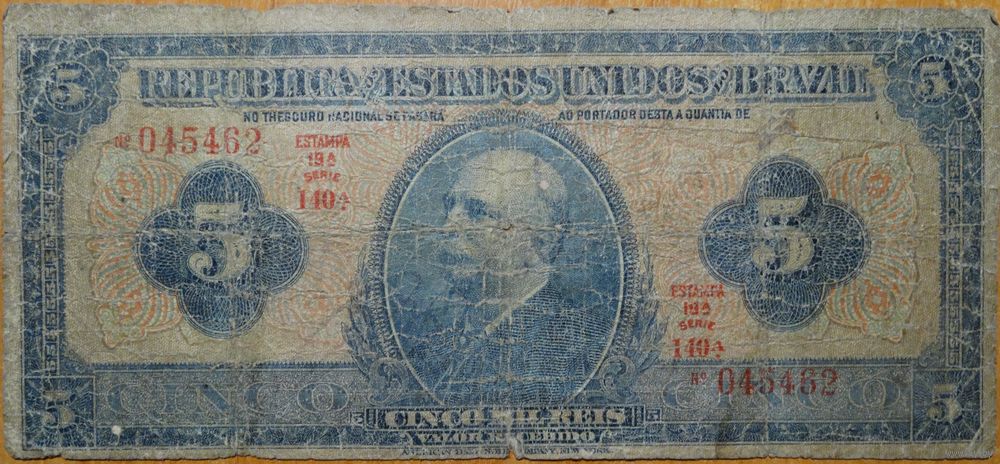 5 REPUBLICA DOS ESTADOS UNIDOS DO BRAZIL 5
NO THESOURO NACIONAL SE PAGARÁ AO PORTADOR DESTA A QUANTIA DE
Nº 045462
ESTAMPA
19ª
SERIE
140ª
5 5
ESTAMPA
19ª
SERIE
140ª
Nº 045462
CINCO
5 CINCO MIL REIS 5
VALOR RECEBIDO